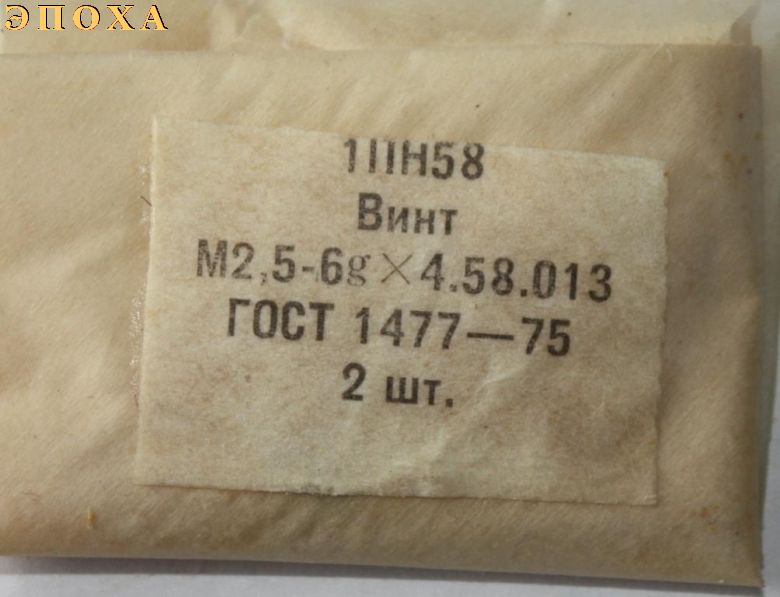 ЭПОХА
1ПН58
Винт
М2,5-6g×4.58.013
ГОСТ 1477—75
2 шт.